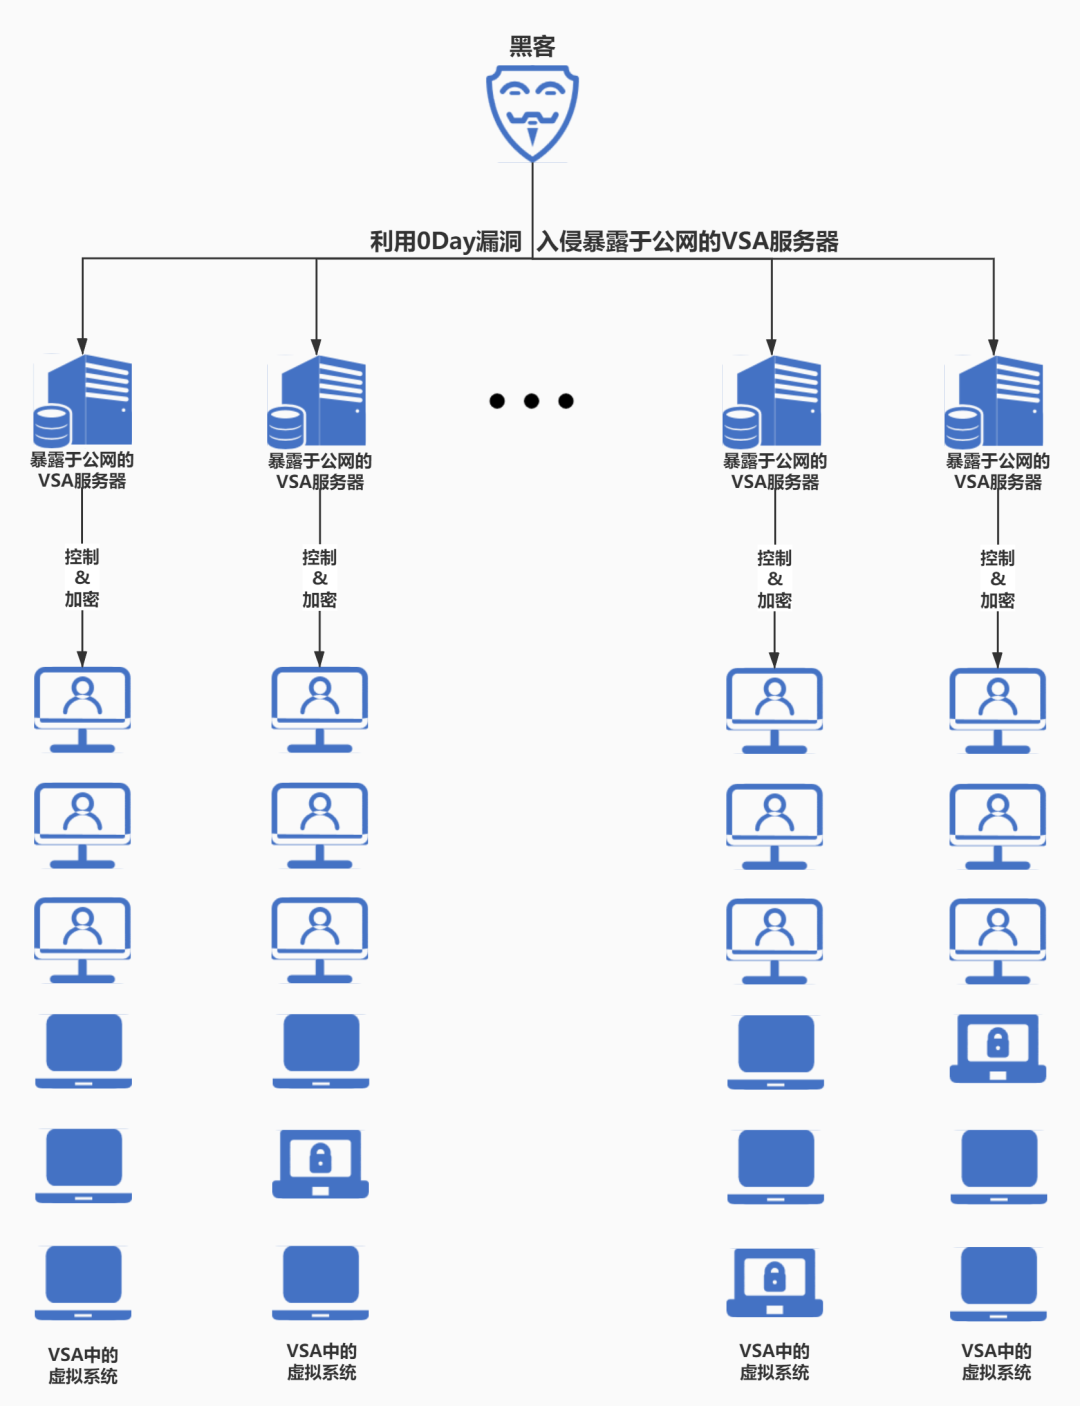 黑客
利用0Day漏洞 入侵暴露于公网的VSA服务器
暴露于公网的
VSA服务器
暴露于公网的
VSA服务器
暴露于公网的
VSA服务器
暴露于公网的
VSA服务器
控制
&
加密
控制
&
加密
控制
&
加密
控制
&
加密
VSA中的
虚拟系统
VSA中的
虚拟系统
VSA中的
虚拟系统
VSA中的
虚拟系统